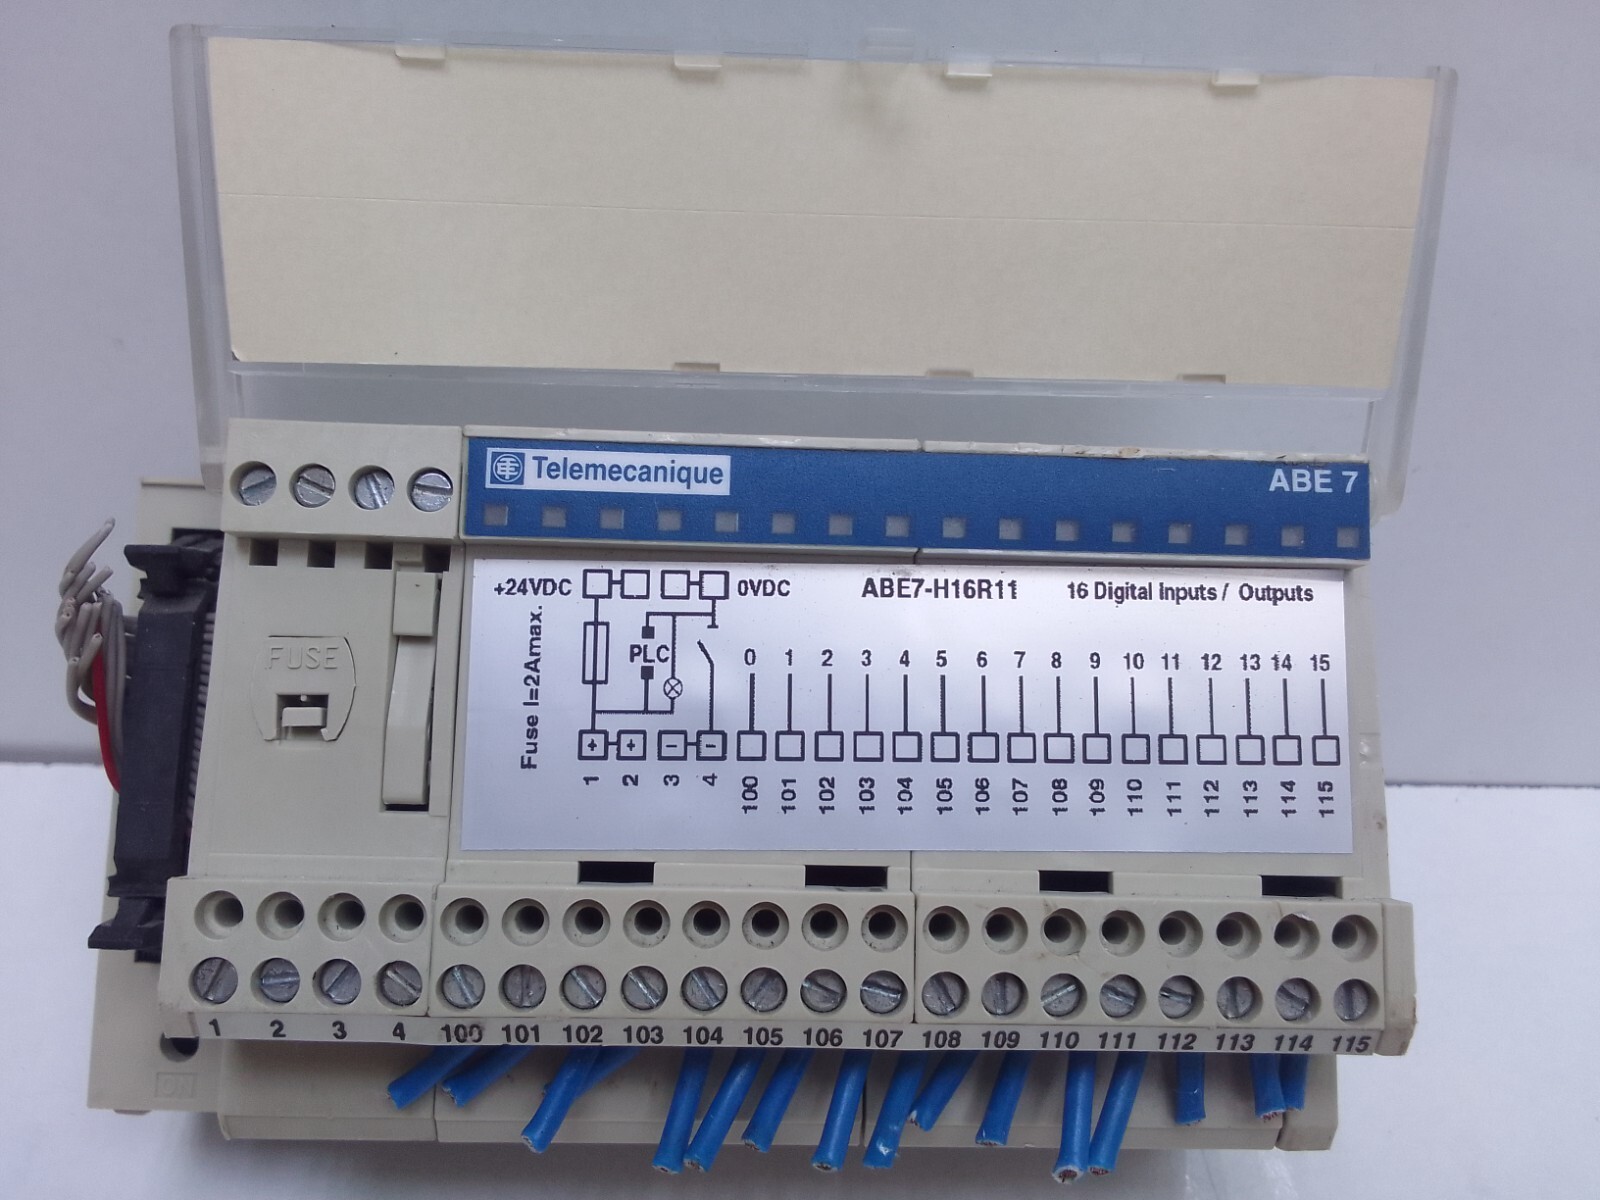 TE Telemecanique
ABE 7
+24VDC 0VDC ABE7-H16R11 16 Digital Inputs / Outputs
Fuse I=2Amax.
PLC
FUSE
0 1 2 3 4 5 6 7 8 9 10 11 12 13 14 15
+ + - -
1 2 3 4 100 101 102 103 104 105 106 107 108 109 110 111 112 113 114 115
1 2 3 4 100 101 102 103 104 105 106 107 108 109 110 111 112 113 114 115
ON